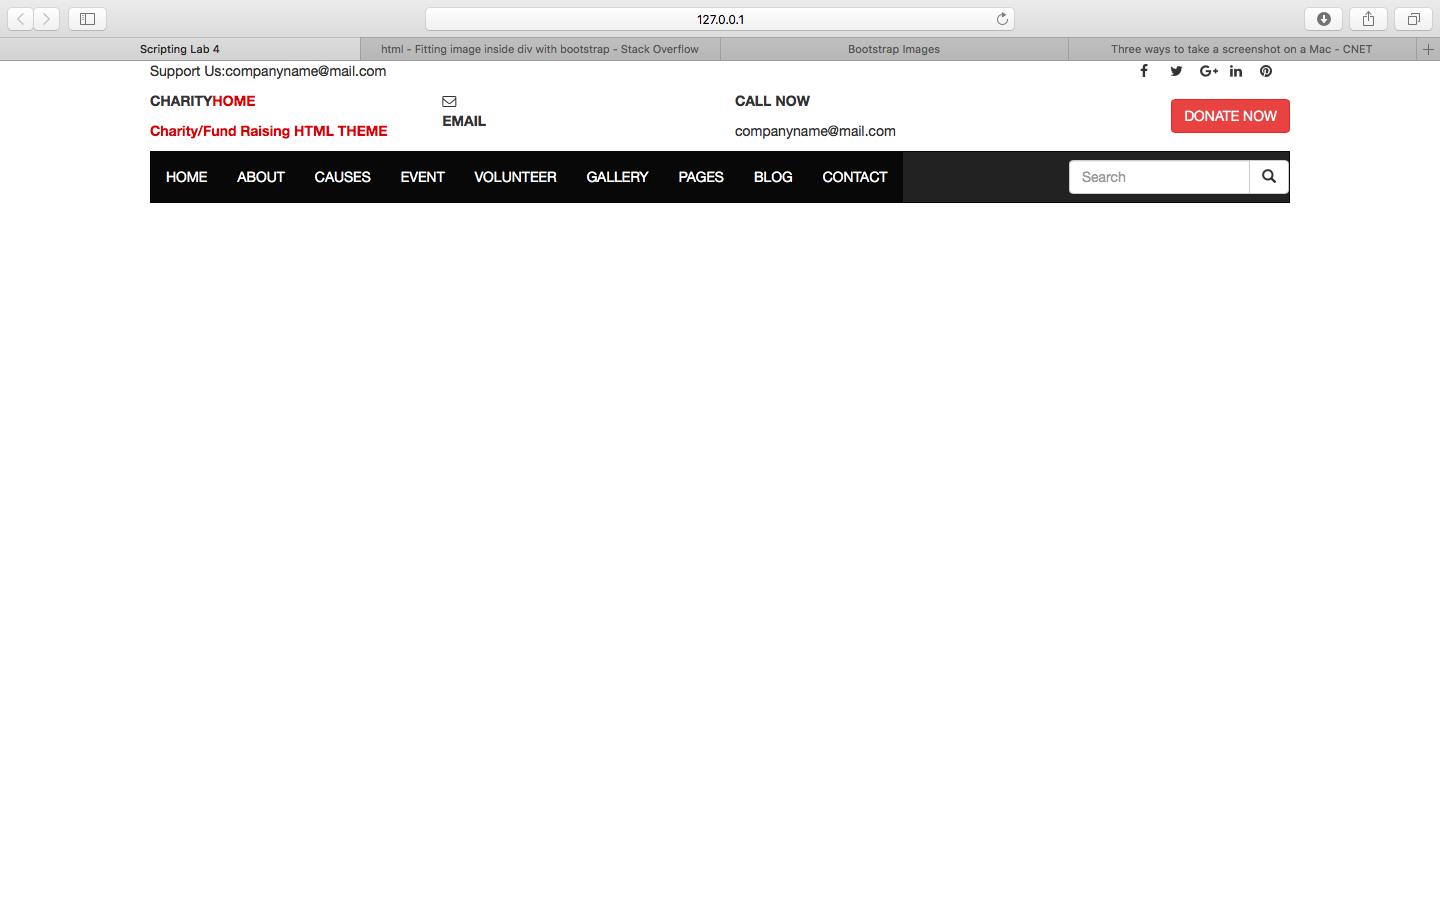 127.0.0.1
Scripting Lab 4
html - Fitting image inside div with bootstrap - Stack Overflow
Bootstrap Images
Three ways to take a screenshot on a Mac - CNET
Support Us:companyname@mail.com
CHARITYHOME
Charity/Fund Raising HTML THEME
EMAIL
CALL NOW
companyname@mail.com
DONATE NOW
HOME ABOUT CAUSES EVENT VOLUNTEER GALLERY PAGES BLOG CONTACT
Search